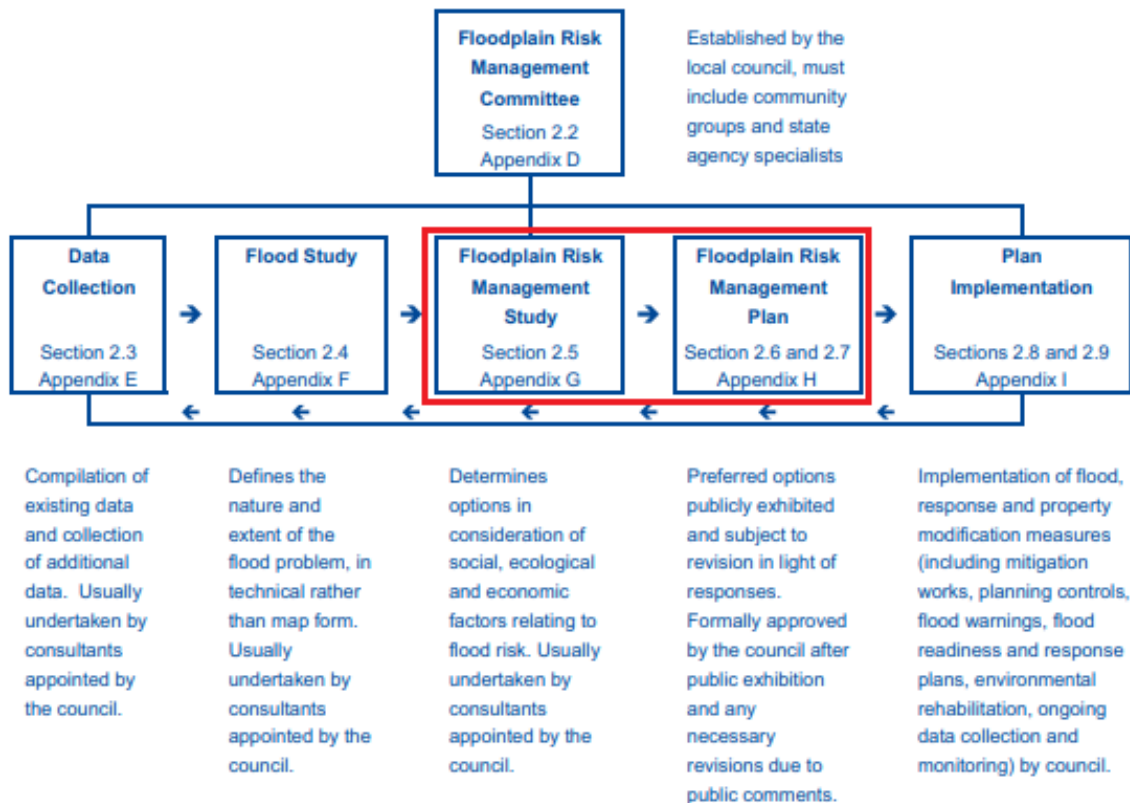 Floodplain Risk
Management
Committee
Section 2.2
Appendix D
Established by the
local council, must
include community
groups and state
agency specialists
Data
Collection
Section 2.3
Appendix E
Flood Study
Section 2.4
Appendix F
Floodplain Risk
Management
Study
Section 2.5
Appendix G
Floodplain Risk
Management
Plan
Section 2.6 and 2.7
Appendix H
Plan
Implementation
Sections 2.8 and 2.9
Appendix I
Compilation of
existing data
and collection
of additional
data. Usually
undertaken by
consultants
appointed by
the council.
Defines the
nature and
extent of the
flood problem, in
technical rather
than map form.
Usually
undertaken by
consultants
appointed by the
council.
Determines
options in
consideration of
social, ecological
and economic
factors relating to
flood risk. Usually
undertaken by
consultants
appointed by the
council.
Preferred options
publicly exhibited
and subject to
revision in light of
responses.
Formally approved
by the council after
public exhibition
and any
necessary
revisions due to
public comments.
Implementation of flood,
response and property
modification measures
(including mitigation
works, planning controls,
flood warnings, flood
readiness and response
plans, environmental
rehabilitation, ongoing
data collection and
monitoring) by council.